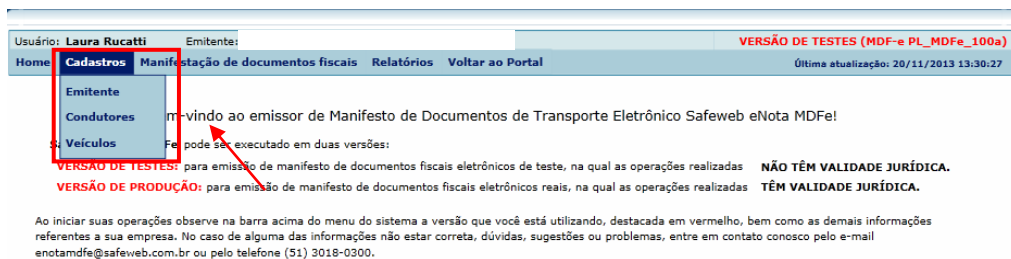 Usuário: Laura Rucatti Emitente: VERSÃO DE TESTES (MDF-e PL_MDFe_100a)
Home Cadastros Manifestação de documentos fiscais Relatórios Voltar ao Portal Última atualização: 20/11/2013 13:30:27
Emitente
Condutores
Veículos
m-vindo ao emissor de Manifesto de Documentos de Transporte Eletrônico Safeweb eNota MDFe!
pode ser executado em duas versões:
VERSÃO DE TESTES: para emissão de manifesto de documentos fiscais eletrônicos de teste, na qual as operações realizadas NÃO TÊM VALIDADE JURÍDICA.
VERSÃO DE PRODUÇÃO: para emissão de manifesto de documentos fiscais eletrônicos reais, na qual as operações realizadas TÊM VALIDADE JURÍDICA.
Ao iniciar suas operações observe na barra acima do menu do sistema a versão que você está utilizando, destacada em vermelho, bem como as demais informações
referentes a sua empresa. No caso de alguma das informações não estar correta, dúvidas, sugestões ou problemas, entre em contato conosco pelo e-mail
enotamdfe@safeweb.com.br ou pelo telefone (51) 3018-0300.